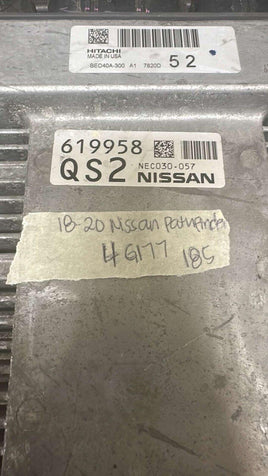 HITACHI
MADE IN USA
BED40A-300 A1 7820D 52
619958
QS2 NEC030-057
NISSAN
18-20 Nissan Pathfinder
4G177 185